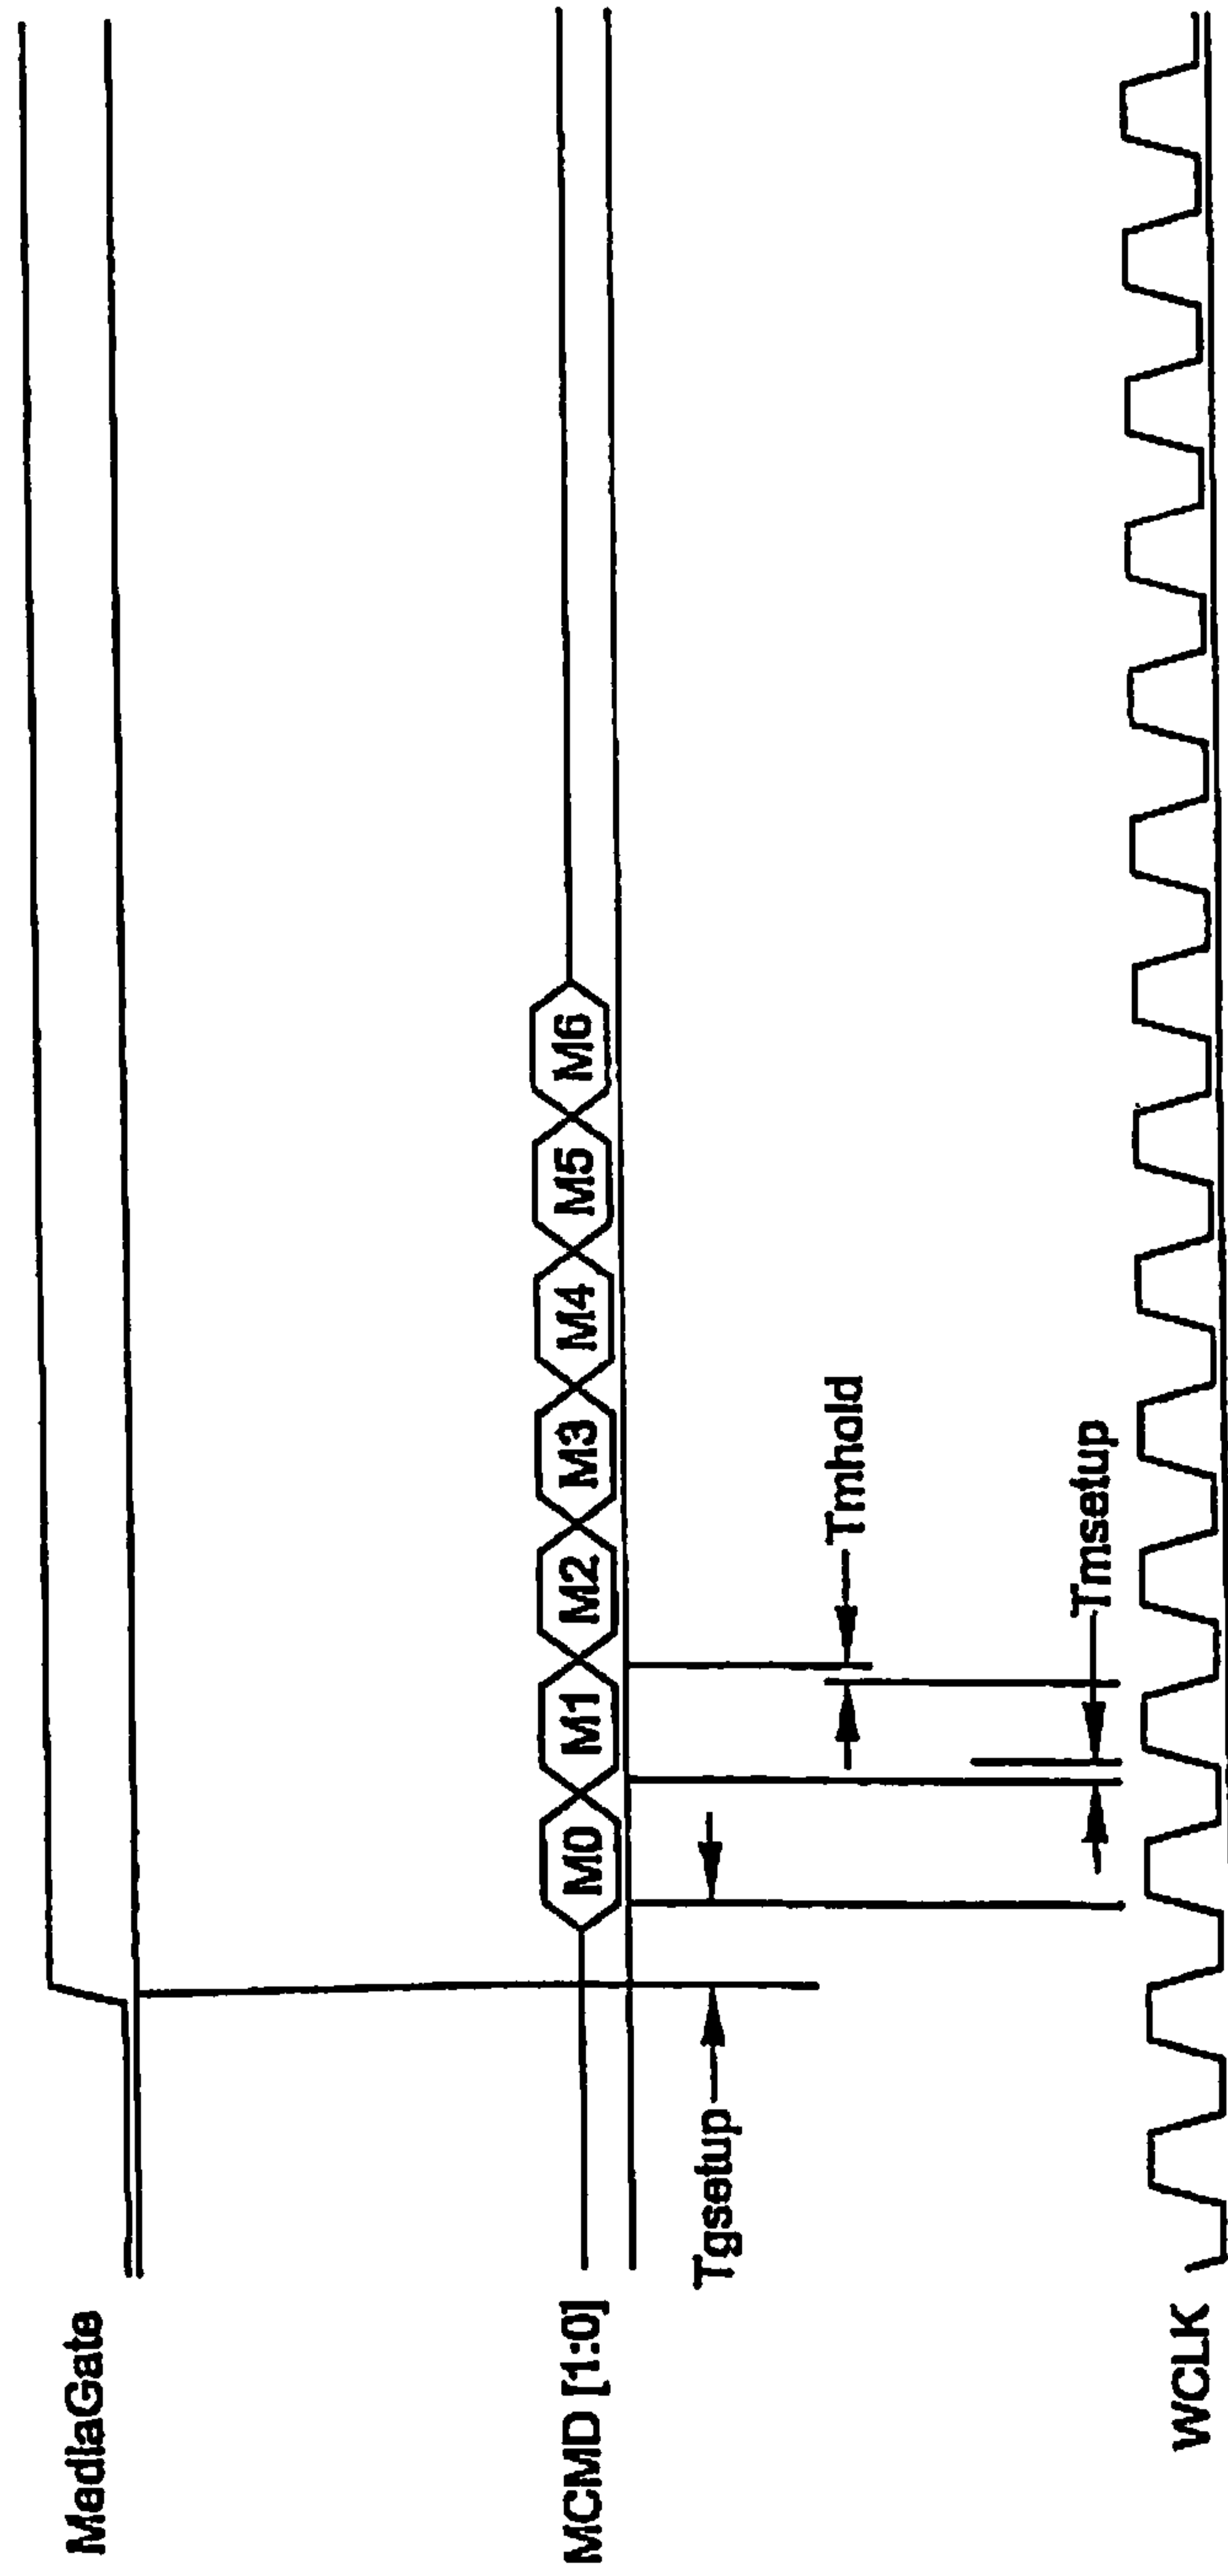 MediaGate
MCMD [1:0]
M0
M1
M2
M3
M4
M5
M6
Tgsetup
Tmhold
Tmsetup
WCLK